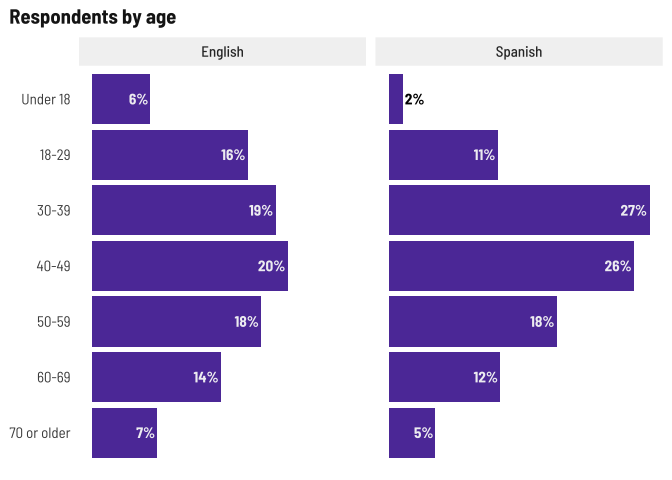 Respondents by age
English Spanish
Under 18 6% 2%
18-29 16% 11%
30-39 19% 27%
40-49 20% 26%
50-59 18% 18%
60-69 14% 12%
70 or older 7% 5%